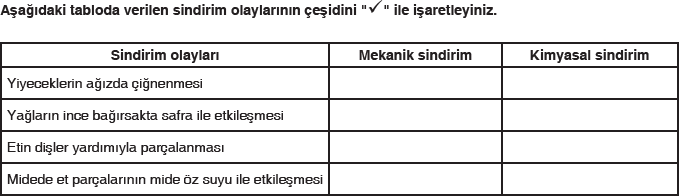 Aşağıdaki tabloda verilen sindirim olaylarının çeşidini "✓" ile işaretleyiniz.
Sindirim olayları Mekanik sindirim Kimyasal sindirim
Yiyeceklerin ağızda çiğnenmesi
Yağların ince bağırsakta safra ile etkileşmesi
Etin dişler yardımıyla parçalanması
Midede et parçalarının mide öz suyu ile etkileşmesi